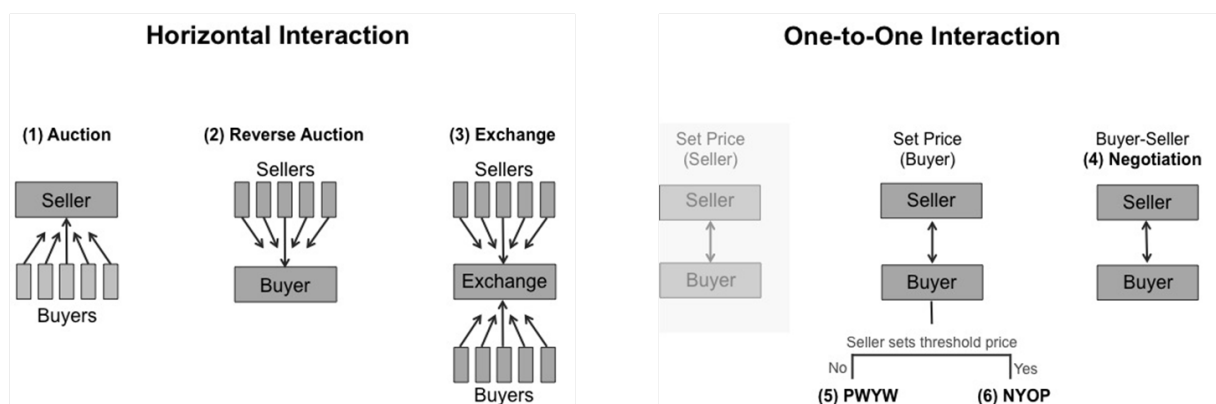 Horizontal Interaction
(1) Auction
Seller
Buyers
(2) Reverse Auction
Sellers
Buyer
(3) Exchange
Sellers
Exchange
Buyers
One-to-One Interaction
Set Price
(Seller)
Seller
Buyer
Set Price
(Buyer)
Seller
Buyer
Seller sets threshold price
No
Yes
(5) PWYW
(6) NYOP
Buyer-Seller
(4) Negotiation
Seller
Buyer